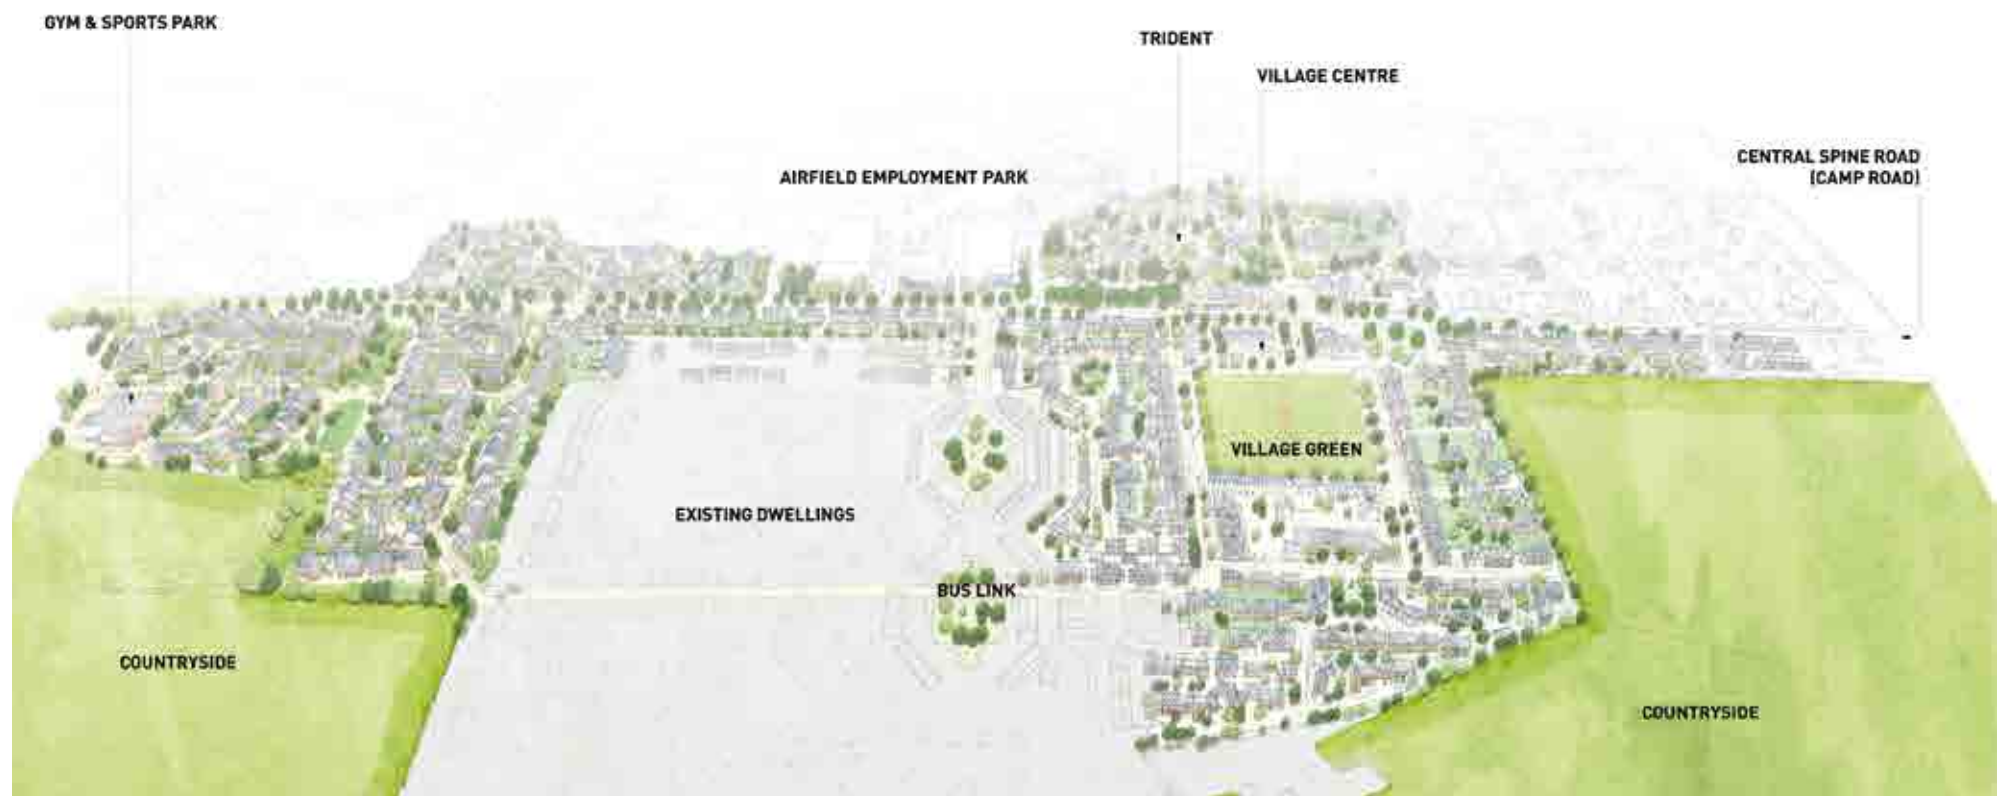 GYM & SPORTS PARK
TRIDENT
VILLAGE CENTRE
CENTRAL SPINE ROAD
(CAMP ROAD)
AIRFIELD EMPLOYMENT PARK
VILLAGE GREEN
EXISTING DWELLINGS
BUS LINK
COUNTRYSIDE
COUNTRYSIDE